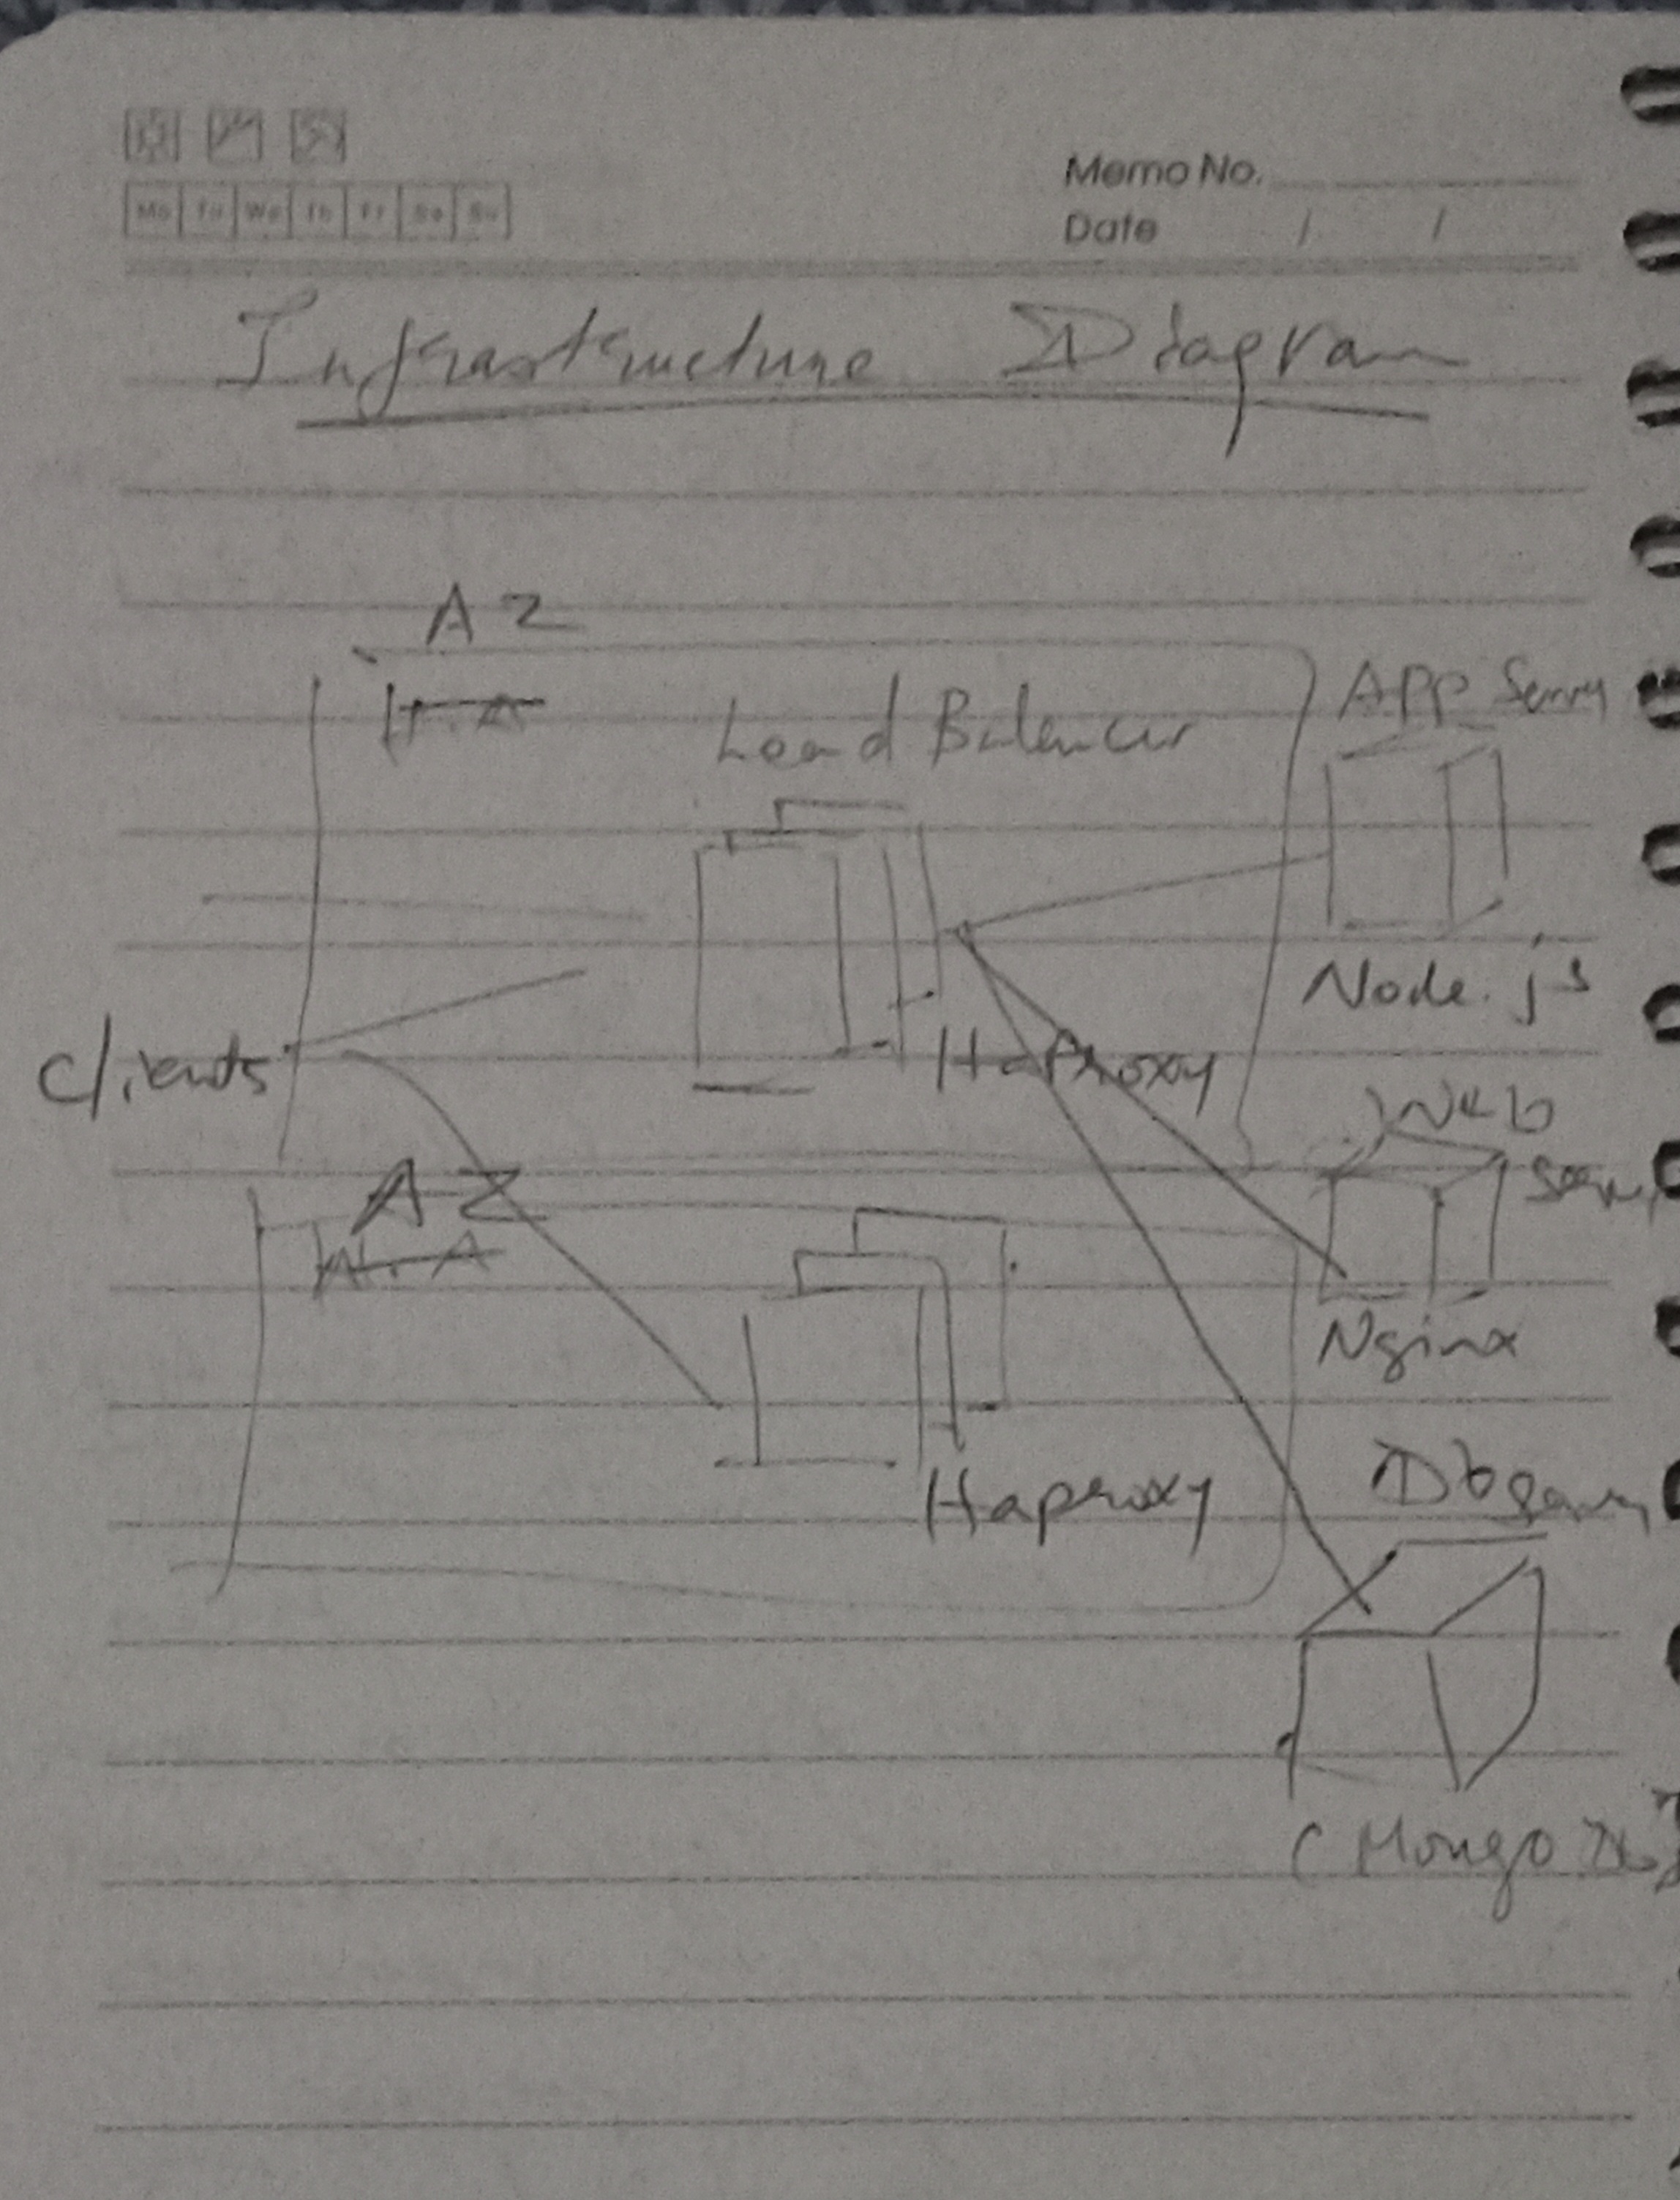 Mo Tu We Th Fr Sa Su
Memo No.
Date / /
Infrastructure Diagram
AZ
H.A
Load Balancer
App Server
Node.js
Clients
Haproxy
Web
Server
AZ
H.A
Nginx
Haproxy
Db Server
(Mongo Db)